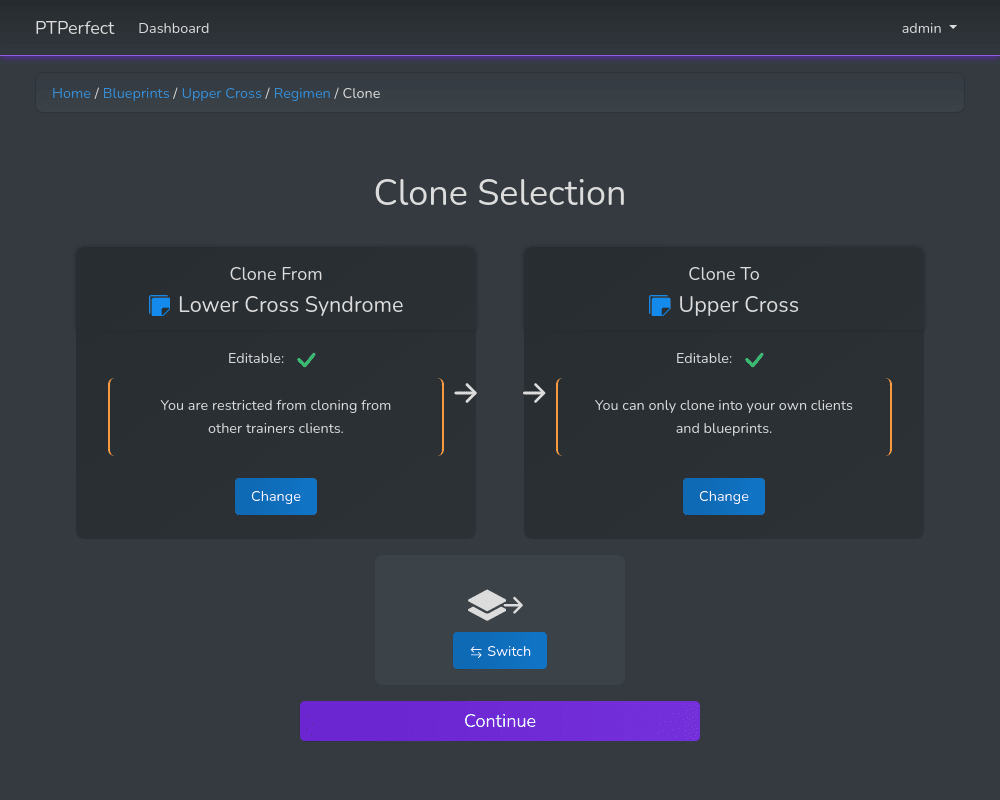 PTPerfect Dashboard admin
Home / Blueprints / Upper Cross / Regimen / Clone
Clone Selection
Clone From
Lower Cross Syndrome
Editable:
You are restricted from cloning from
other trainers clients.
Change
Clone To
Upper Cross
Editable:
You can only clone into your own clients
and blueprints.
Change
Switch
Continue